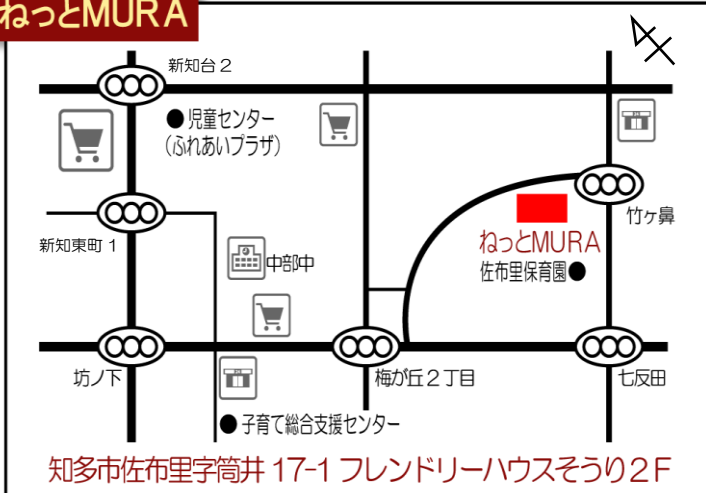 ねっとMURA
新知台2
●児童センター
(ふれあいプラザ)
竹ヶ鼻
新知東町1
中部中
ねっとMURA
佐布里保育園●
坊ノ下
梅が丘2丁目
七反田
●子育て総合支援センター
知多市佐布里字筒井 17-1 フレンドリーハウスそうり2F